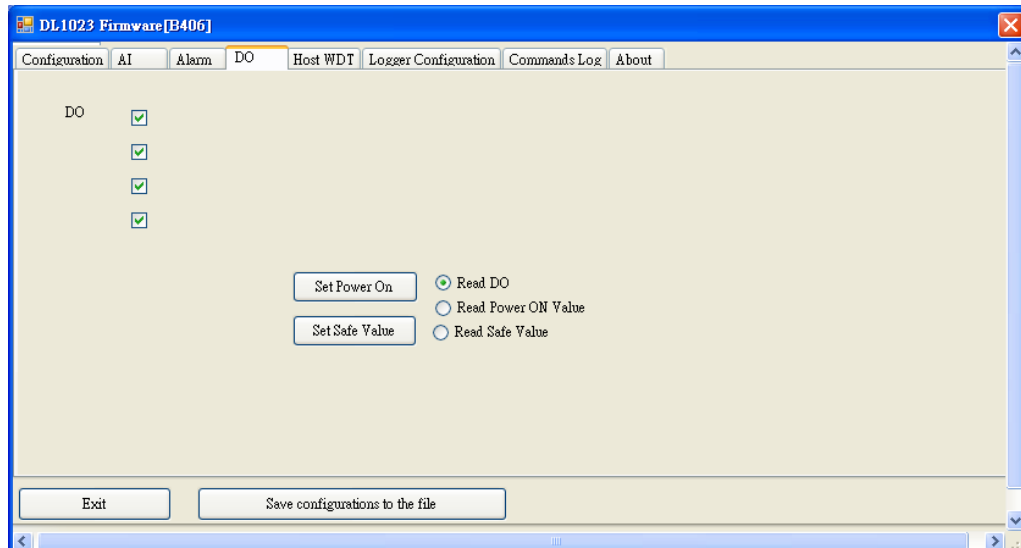 DL1023 Firmware[B406]
Configuration AI Alarm DO Host WDT Logger Configuration Commands Log About
DO
Set Power On
Read DO
Read Power ON Value
Set Safe Value
Read Safe Value
Exit
Save configurations to the file